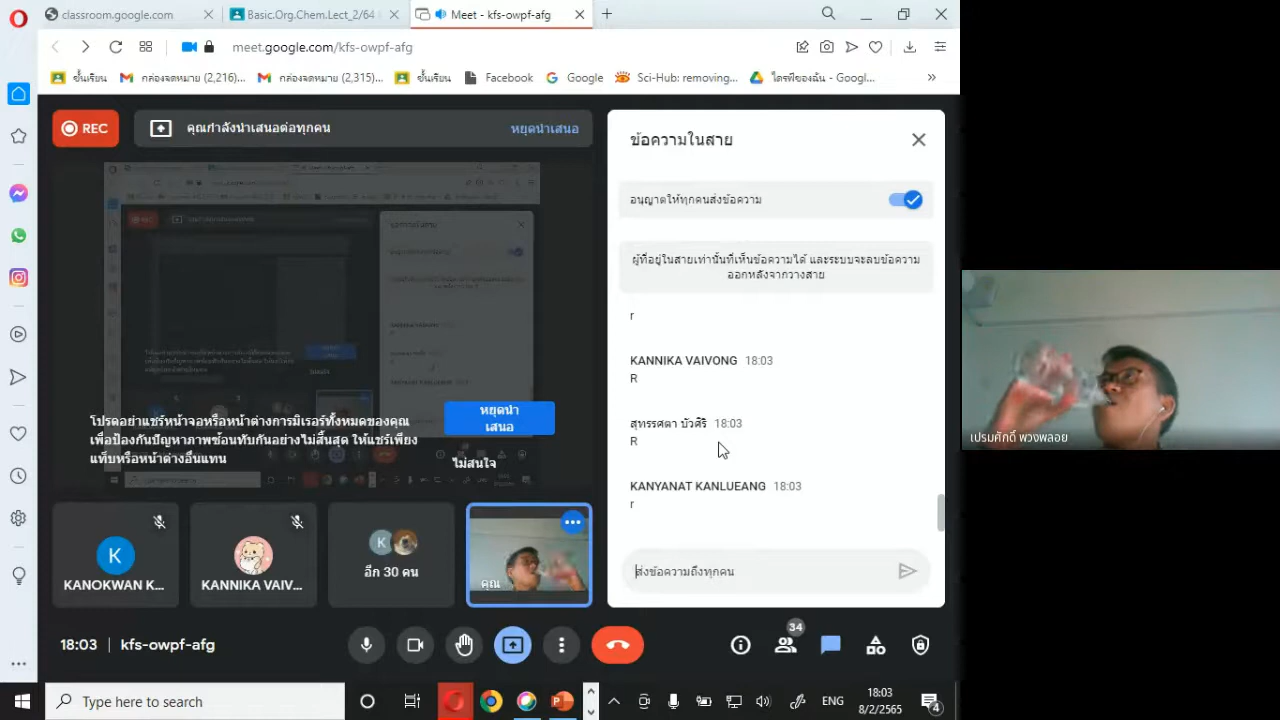 classroom.google.com
Basic.Org.Chem.Lect_2/64
Meet - kfs-owpf-afg
meet.google.com/kfs-owpf-afg
ชั้นเรียน
กล่องจดหมาย (2,216)...
กล่องจดหมาย (2,315)...
ชั้นเรียน
Facebook
Google
Sci-Hub: removing...
ไดรฟ์ของฉัน - Googl...
REC
คุณกำลังนำเสนอต่อทุกคน
หยุดนำเสนอ
โปรดอย่าแชร์หน้าจอหรือหน้าต่างการมิเรอร์ทั้งหมดของคุณ
เพื่อป้องกันปัญหาภาพซ้อนทับกันอย่างไม่สิ้นสุด ให้แชร์เพียง
แท็บหรือหน้าต่างอื่นแทน
หยุดนำ
เสนอ
ไม่สนใจ
K
KANOKWAN K...
KANNIKA VAIV...
K
อีก 30 คน
คุณ
ข้อความในสาย
อนุญาตให้ทุกคนส่งข้อความ
ผู้ที่อยู่ในสายเท่านั้นที่เห็นข้อความได้ และระบบจะลบข้อความ
ออกหลังจากวางสาย
r
KANNIKA VAIVONG 18:03
R
สุทรรศตา บัวศิริ 18:03
R
KANYANAT KANLUEANG 18:03
r
ส่งข้อความถึงทุกคน
18:03 | kfs-owpf-afg
34
Type here to search
ENG
18:03
8/2/2565
4
เปรมศักดิ์ พวงพลอย